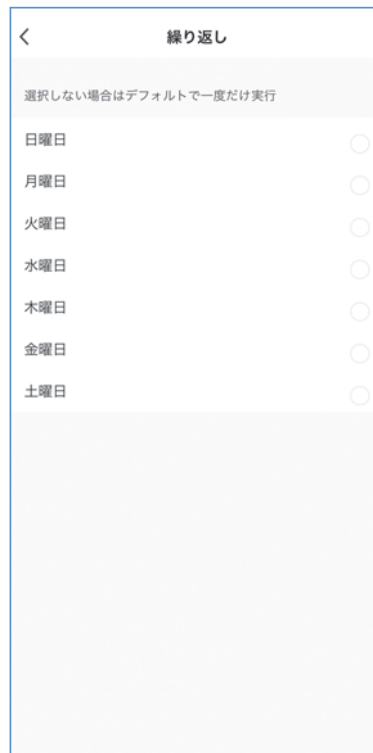 繰り返し
選択しない場合はデフォルトで一度だけ実行
日曜日
月曜日
火曜日
水曜日
木曜日
金曜日
土曜日